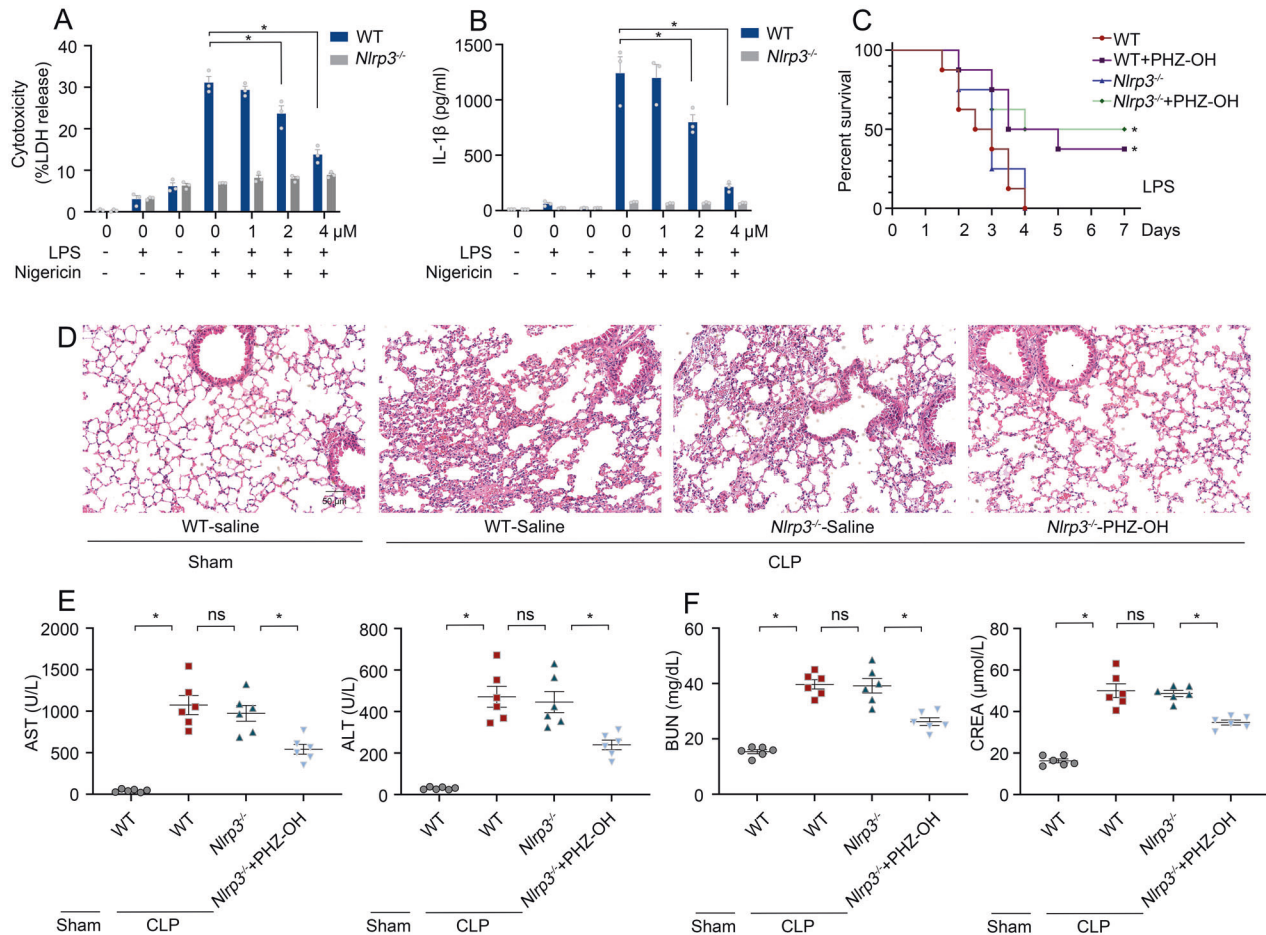 A
Cytotoxicity
(%LDH release)
40
30
20
10
0
*
*
WT
Nlrp3-/-
0 0 0 0 1 2 4 μM
LPS - + - + + + +
Nigericin - - + + + + +
B
IL-1β (pg/ml)
1500
1000
500
0
*
*
WT
Nlrp3-/-
0 0 0 0 1 2 4 μM
LPS - + - + + + +
Nigericin - - + + + + +
C
Percent survival
100
50
0
WT
WT+PHZ-OH
Nlrp3-/-
Nlrp3-/-+PHZ-OH
*
*
LPS
0 1 2 3 4 5 6 7 Days
D
50 μm
WT-saline WT-Saline Nlrp3-/-Saline Nlrp3-/-PHZ-OH
Sham CLP
E
AST (U/L)
2000
1500
1000
500
0
* ns *
WT WT Nlrp3-/- Nlrp3-/-+PHZ-OH
Sham CLP
ALT (U/L)
800
600
400
200
0
* ns *
WT WT Nlrp3-/- Nlrp3-/-+PHZ-OH
Sham CLP
F
BUN (mg/dL)
60
40
20
0
* ns *
WT WT Nlrp3-/- Nlrp3-/-+PHZ-OH
Sham CLP
CREA (μmol/L)
80
60
40
20
0
* ns *
WT WT Nlrp3-/- Nlrp3-/-+PHZ-OH
Sham CLP